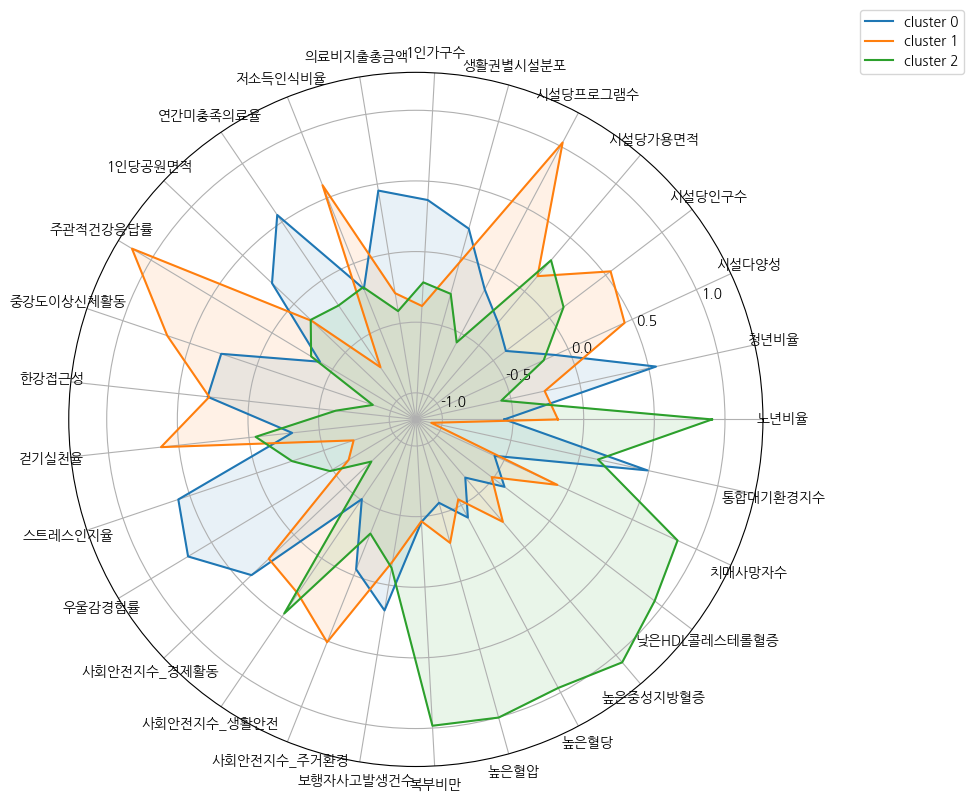 cluster 0
cluster 1
cluster 2
의료비지출총금액
1인가구수
생활권별시설분포
저소득인식비율
시설당프로그램수
연간미충족의료율
시설당가용면적
1인당공원면적
시설당인구수
주관적건강응답률
시설다양성
중강도이상신체활동
청년비율
한강접근성
노년비율
걷기실천율
통합대기환경지수
스트레스인지율
치매사망자수
우울감경험률
낮은HDL콜레스테롤혈증
사회안전지수_경제활동
높은중성지방혈증
사회안전지수_생활안전
높은혈당
사회안전지수_주거환경
높은혈압
보행자사고발생건수
복부비만
1.0
0.5
0.0
-0.5
-1.0